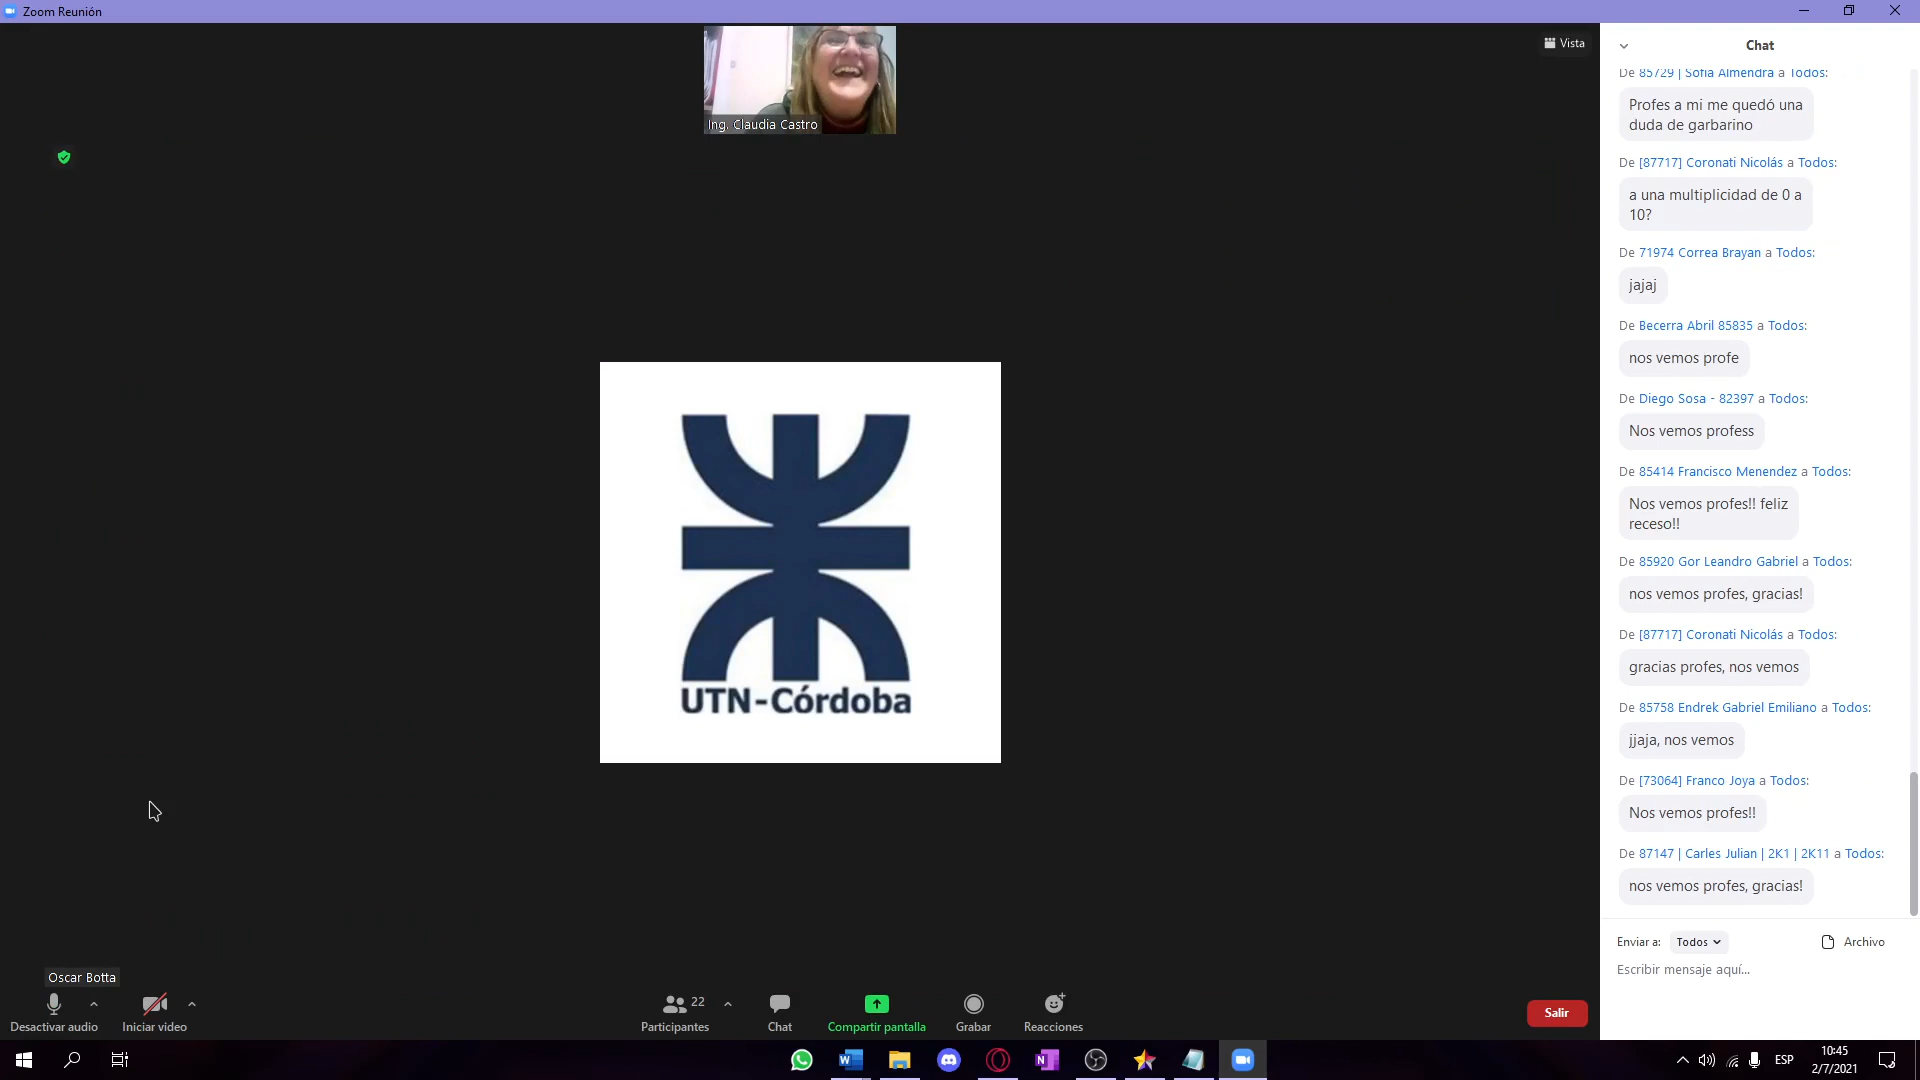 Zoom Reunión
Ing. Claudia Castro
Vista
UTN-Córdoba
Oscar Botta
Desactivar audio
Iniciar video
22
Participantes
Chat
Compartir pantalla
Grabar
Reacciones
Salir
Chat
De 85729 | Sofía Almendra a Todos:
Profes a mi me quedó una
duda de garbarino
De [87717] Coronati Nicolás a Todos:
a una multiplicidad de 0 a
10?
De 71974 Correa Brayan a Todos:
jajaj
De Becerra Abril 85835 a Todos:
nos vemos profe
De Diego Sosa - 82397 a Todos:
Nos vemos profess
De 85414 Francisco Menendez a Todos:
Nos vemos profes!! feliz
receso!!
De 85920 Gor Leandro Gabriel a Todos:
nos vemos profes, gracias!
De [87717] Coronati Nicolás a Todos:
gracias profes, nos vemos
De 85758 Endrek Gabriel Emiliano a Todos:
jjaja, nos vemos
De [73064] Franco Joya a Todos:
Nos vemos profes!!
De 87147 | Carles Julian | 2K1 | 2K11 a Todos:
nos vemos profes, gracias!
Enviar a: Todos
Archivo
Escribir mensaje aquí...
ESP
10:45
2/7/2021